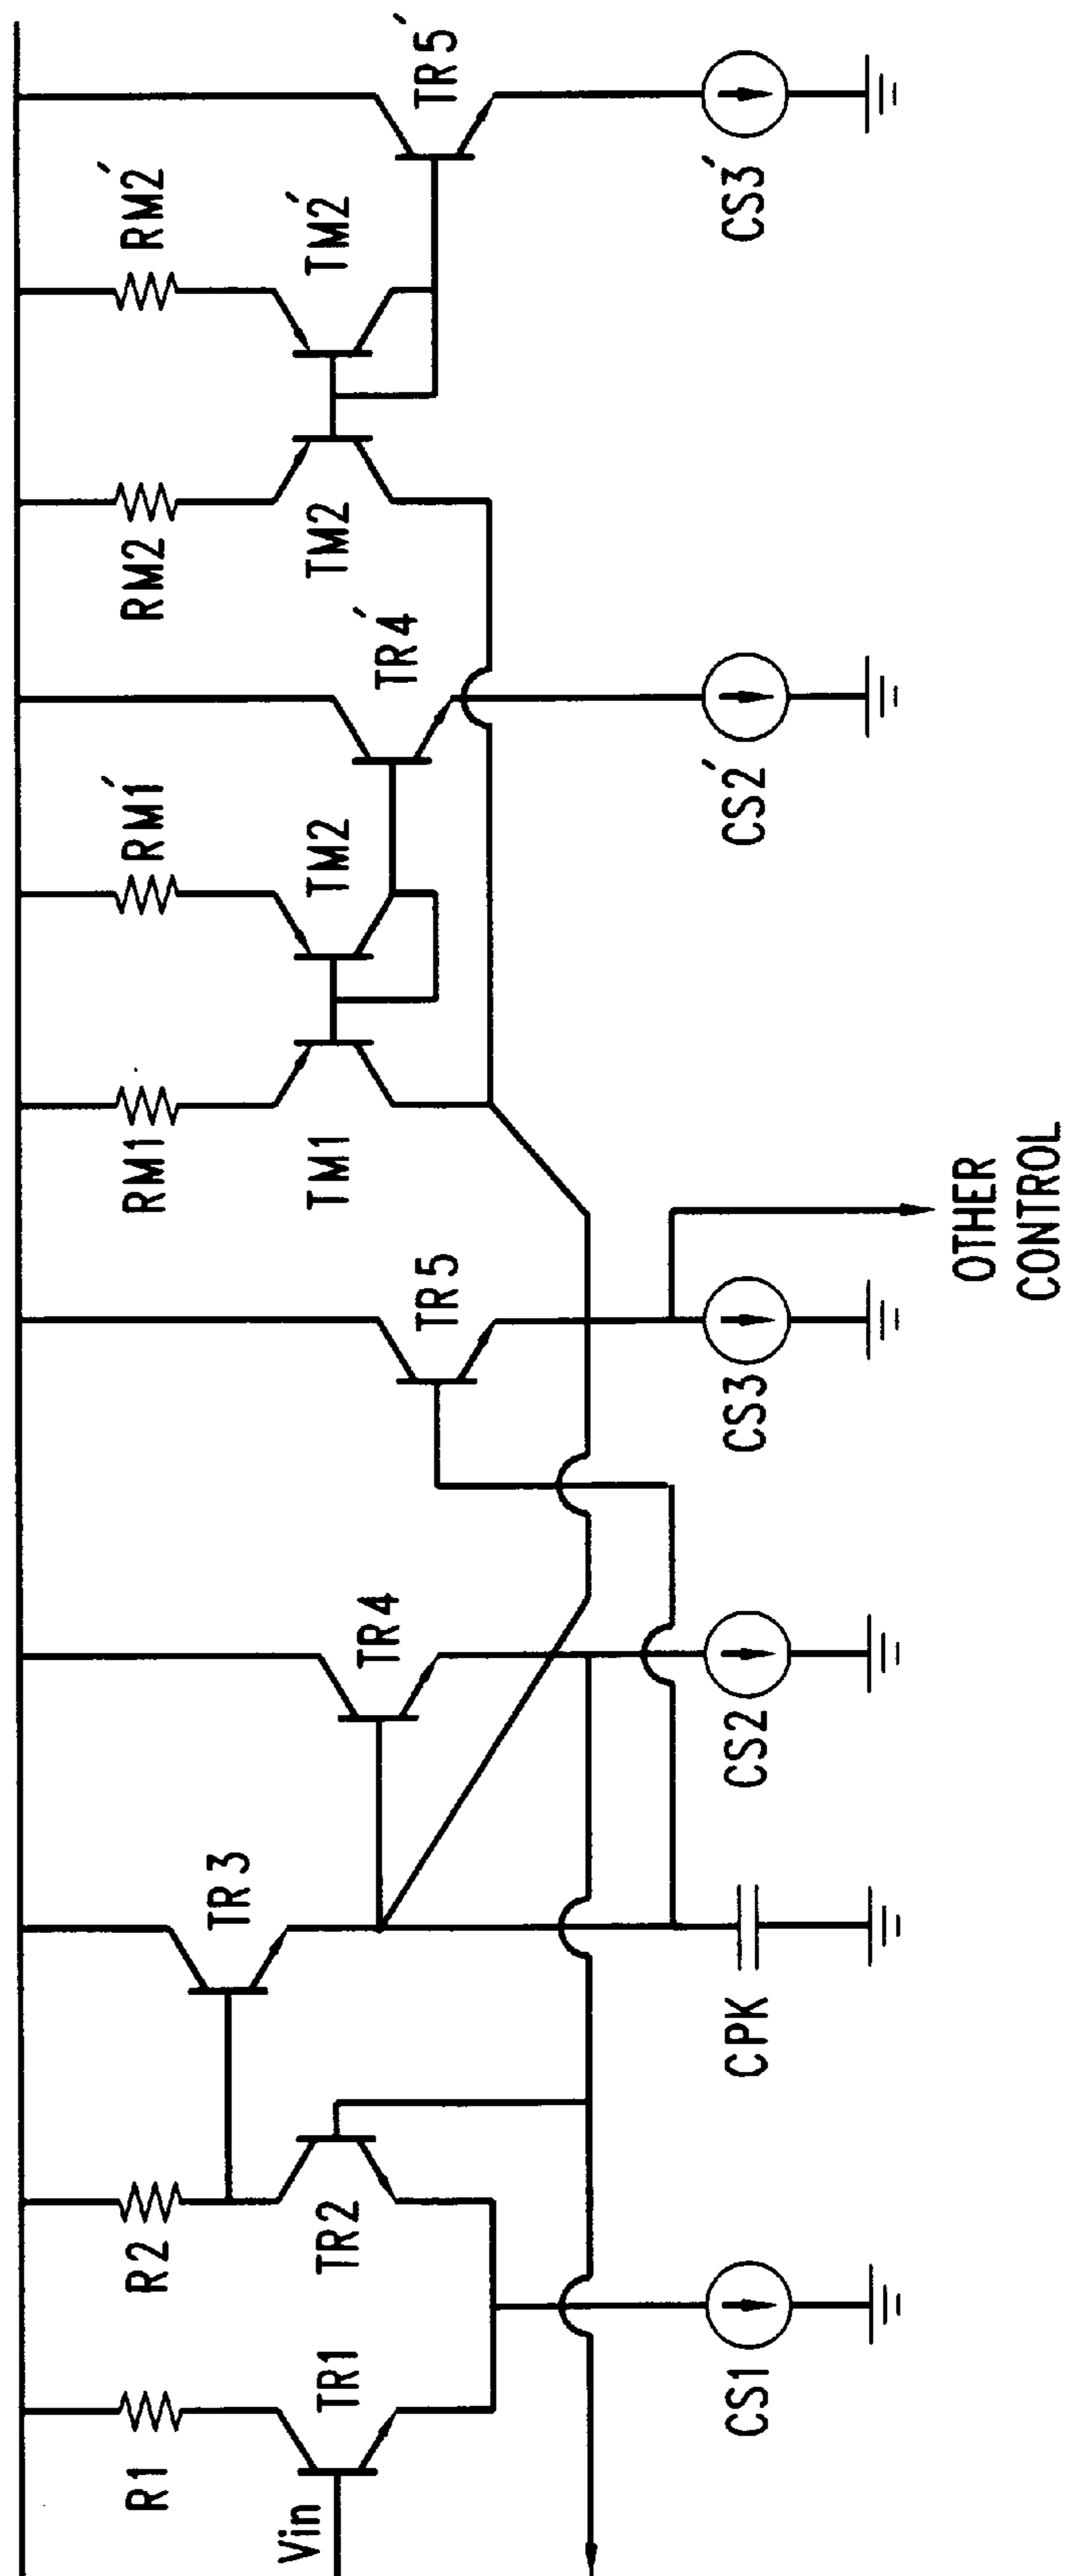 Vin
R1
TR1
CS1
R2
TR2
TR3
CPK
TR4
CS2
TR5
CS3
OTHER
CONTROL
RM1
TM1
RM1´
TM2
TR4´
CS2´
RM2
TM2
RM2´
TM2´
TR5´
CS3´